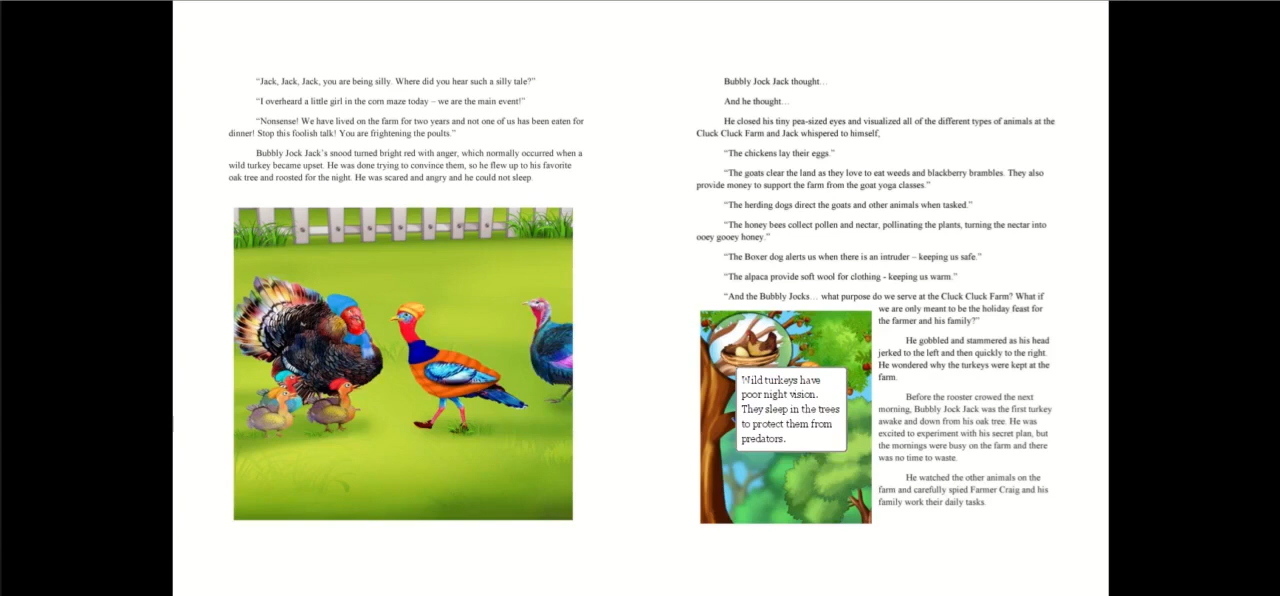 “Jack, Jack, Jack, you are being silly. Where did you hear such a silly tale?”
“I overheard a little girl in the corn maze today – we are the main event!”
“Nonsense! We have lived on the farm for two years and not one of us has been eaten for
dinner! Stop this foolish talk! You are frightening the poults.”
Bubbly Jock Jack’s snood turned bright red with anger, which normally occurred when a
wild turkey became upset. He was done trying to convince them, so he flew up to his favorite
oak tree and roosted for the night. He was scared and angry and he could not sleep.
Bubbly Jock Jack thought…
And he thought…
He closed his tiny pea-sized eyes and visualized all of the different types of animals at the
Cluck Cluck Farm and Jack whispered to himself,
“The chickens lay their eggs.”
“The goats clear the land as they love to eat weeds and blackberry brambles. They also
provide money to support the farm from the goat yoga classes.”
“The herding dogs direct the goats and other animals when tasked.”
“The honey bees collect pollen and nectar, pollinating the plants, turning the nectar into
ooey gooey honey.”
“The Boxer dog alerts us when there is an intruder – keeping us safe.”
“The alpaca provide soft wool for clothing - keeping us warm.”
“And the Bubbly Jocks… what purpose do we serve at the Cluck Cluck Farm? What if
we are only meant to be the holiday feast for
the farmer and his family?”
He gobbled and stammered as his head
jerked to the left and then quickly to the right.
He wondered why the turkeys were kept at the
farm.
Before the rooster crowed the next
morning, Bubbly Jock Jack was the first turkey
awake and down from his oak tree. He was
excited to experiment with his secret plan, but
the mornings were busy on the farm and there
was no time to waste.
He watched the other animals on the
farm and carefully spied Farmer Craig and his
family work their daily tasks.
Wild turkeys have
poor night vision.
They sleep in the trees
to protect them from
predators.